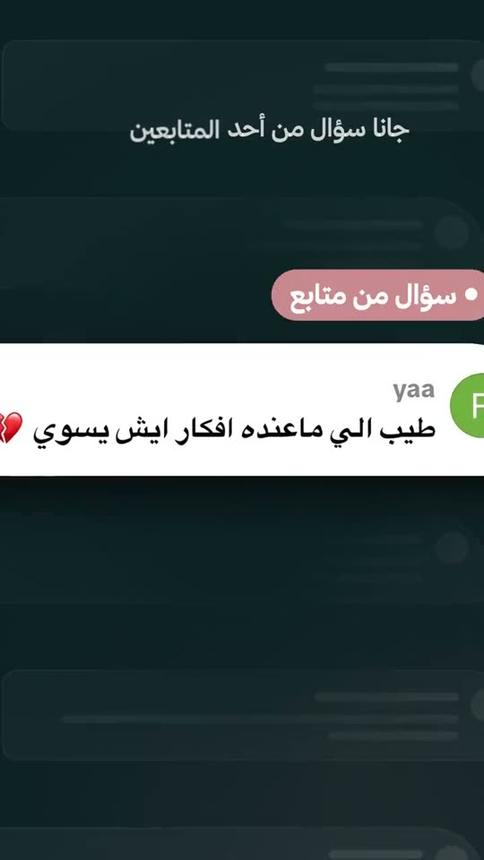 جانا سؤال من أحد المتابعين
• سؤال من متابع
yaa
F
طيب الي ماعنده افكار ايش يسوي 💔